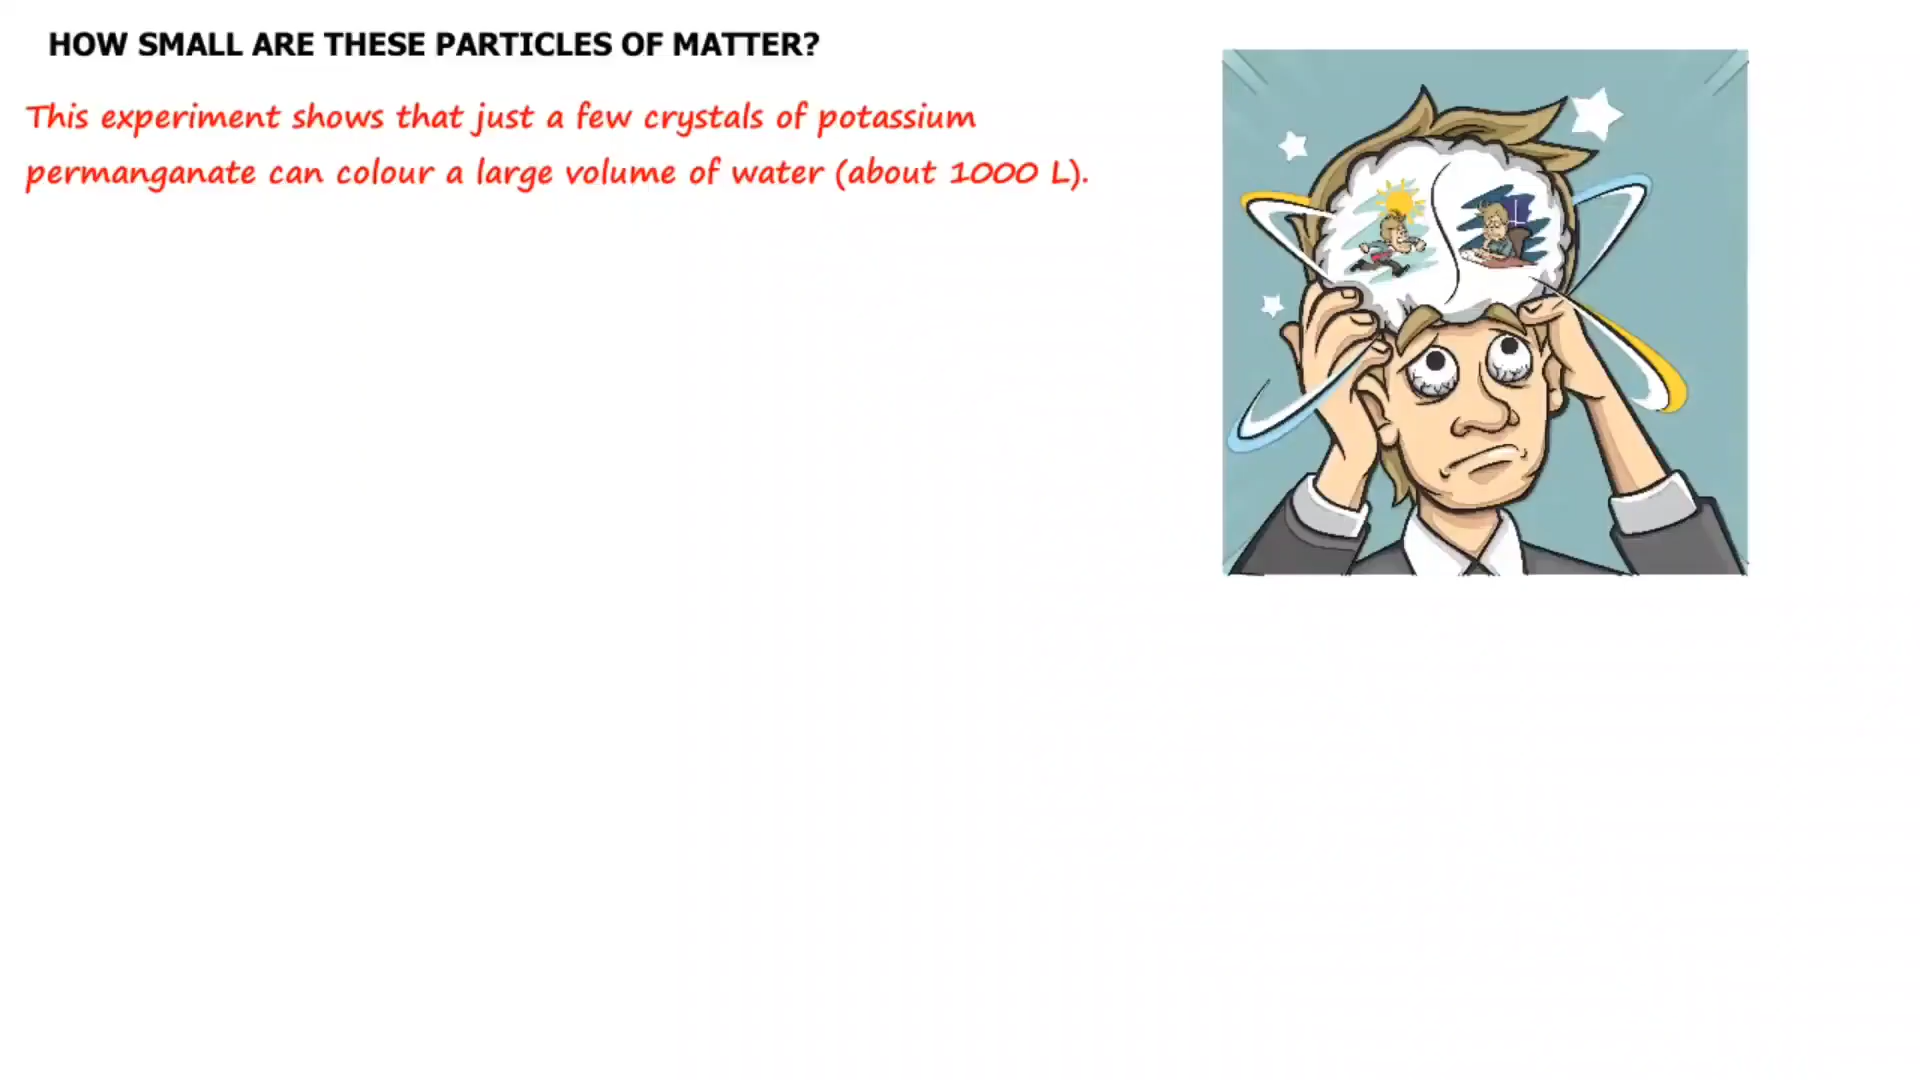 HOW SMALL ARE THESE PARTICLES OF MATTER?
This experiment shows that just a few crystals of potassium
permanganate can colour a large volume of water (about 1000 L).